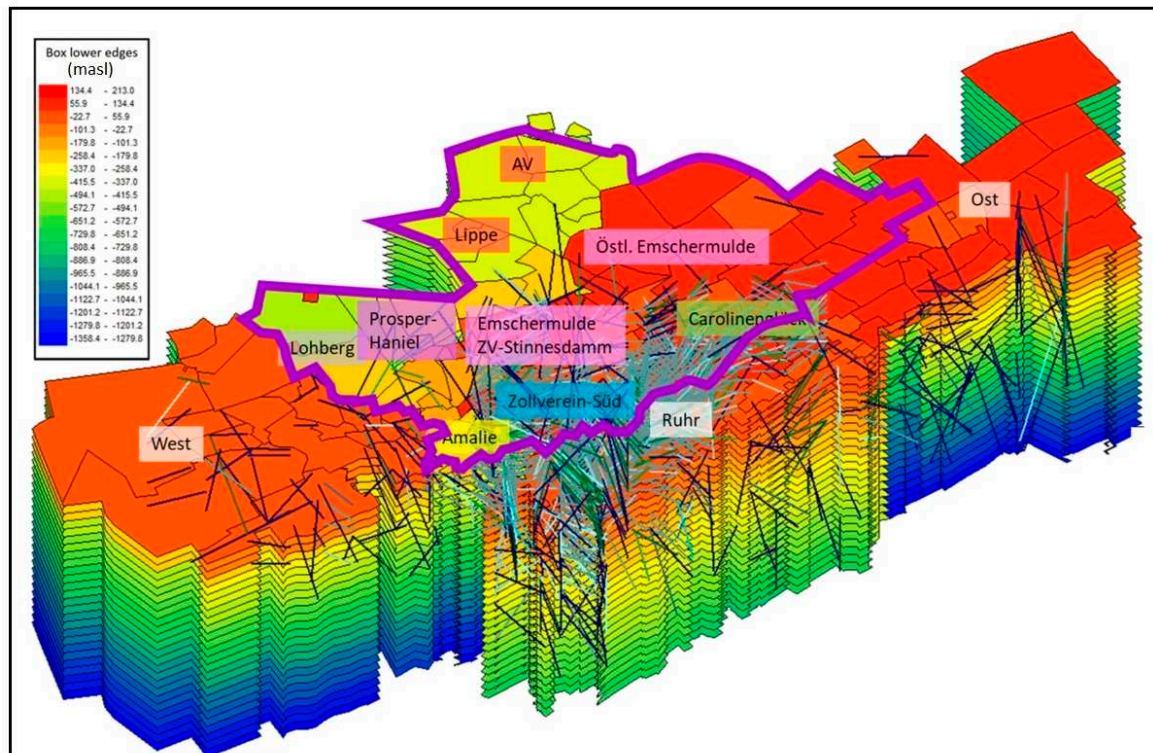 Box lower edges
(masl)
134.4 - 213.0
55.9 - 134.4
-22.7 - 55.9
-101.3 - -22.7
-179.8 - -101.3
-258.4 - -179.8
-337.0 - -258.4
-415.5 - -337.0
-494.1 - -415.5
-572.7 - -494.1
-651.2 - -572.7
-729.8 - -651.2
-808.4 - -729.8
-886.9 - -808.4
-965.5 - -886.9
-1044.1 - -965.5
-1122.7 - -1044.1
-1201.2 - -1122.7
-1279.8 - -1201.2
-1358.4 - -1279.8
AV
Ost
Lippe
Östl. Emschermulde
Prosper-
Haniel
Emschermulde
ZV-Stinnesdamm
Carolinenglück
Lohberg
Zollverein-Süd
Ruhr
West
Amalie